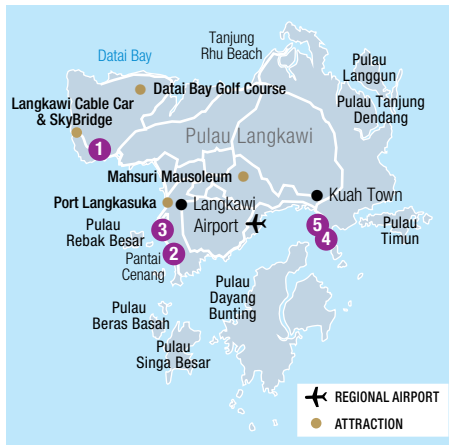 Datai Bay
Tanjung
Rhu Beach
Pulau
Langgun
Datai Bay Golf Course
Langkawi Cable Car
& SkyBridge
Pulau Tanjung
Dendang
1
Pulau Langkawi
Mahsuri Mausoleum
Kuah Town
Port Langkasuka
Langkawi
Airport
Pulau
Rebak Besar
3
5
4
Pulau
Timun
2
Pantai
Cenang
Pulau
Dayang
Bunting
Pulau
Beras Basah
Pulau
Singa Besar
REGIONAL AIRPORT
ATTRACTION